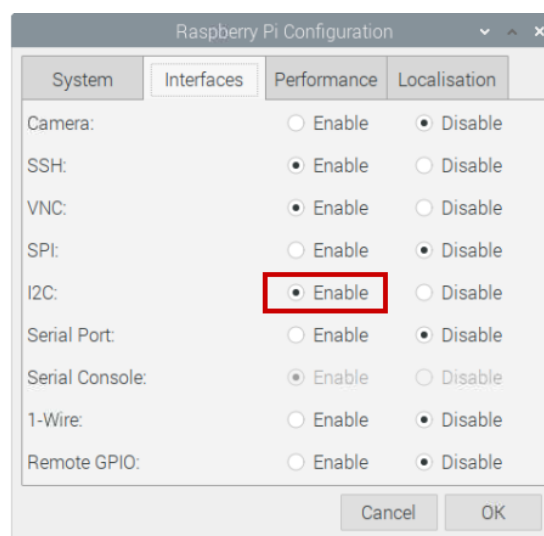 Raspberry Pi Configuration
System Interfaces Performance Localisation
Camera: Enable Disable
SSH: Enable Disable
VNC: Enable Disable
SPI: Enable Disable
I2C: Enable Disable
Serial Port: Enable Disable
Serial Console: Enable Disable
1-Wire: Enable Disable
Remote GPIO: Enable Disable
Cancel OK